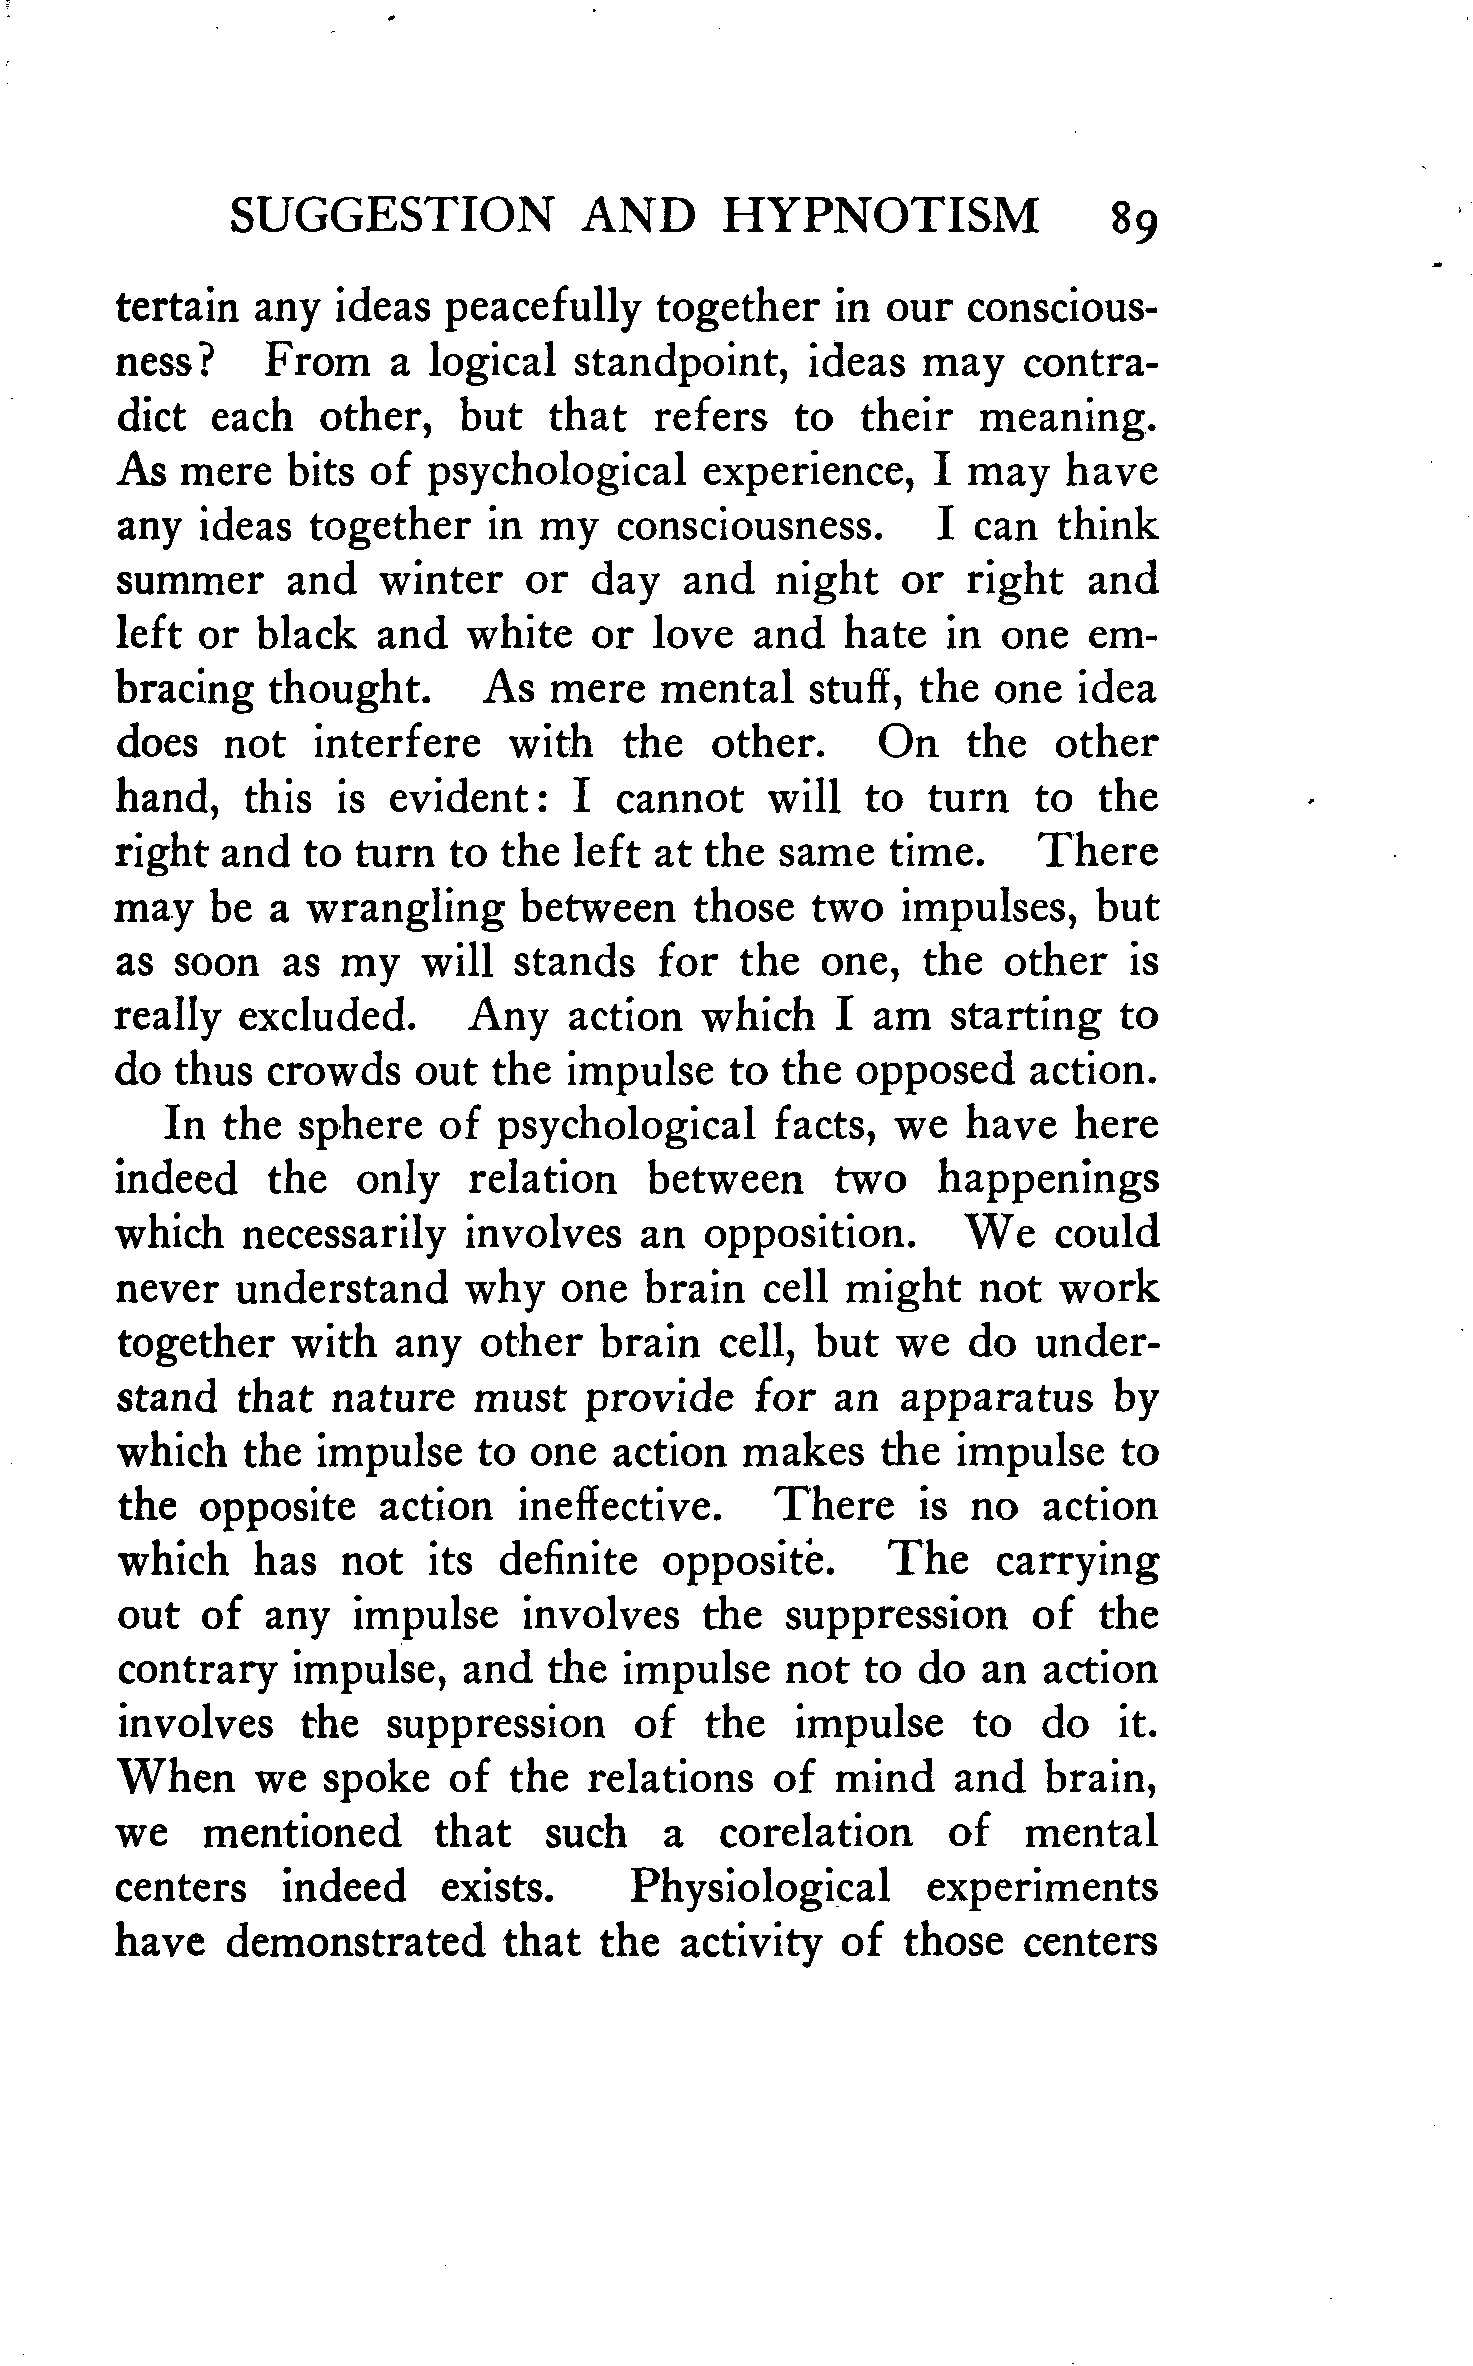 SUGGESTION AND HYPNOTISM 89
tertain any ideas peacefully together in our conscious-
ness? From a logical standpoint, ideas may contra-
dict each other, but that refers to their meaning.
As mere bits of psychological experience, I may have
any ideas together in my consciousness. I can think
summer and winter or day and night or right and
left or black and white or love and hate in one em-
bracing thought. As mere mental stuff, the one idea
does not interfere with the other. On the other
hand, this is evident: I cannot will to turn to the
right and to turn to the left at the same time. There
may be a wrangling between those two impulses, but
as soon as my will stands for the one, the other is
really excluded. Any action which I am starting to
do thus crowds out the impulse to the opposed action.
In the sphere of psychological facts, we have here
indeed the only relation between two happenings
which necessarily involves an opposition. We could
never understand why one brain cell might not work
together with any other brain cell, but we do under-
stand that nature must provide for an apparatus by
which the impulse to one action makes the impulse to
the opposite action ineffective. There is no action
which has not its definite opposite. The carrying
out of any impulse involves the suppression of the
contrary impulse, and the impulse not to do an action
involves the suppression of the impulse to do it.
When we spoke of the relations of mind and brain,
we mentioned that such a corelation of mental
centers indeed exists. Physiological experiments
have demonstrated that the activity of those centers